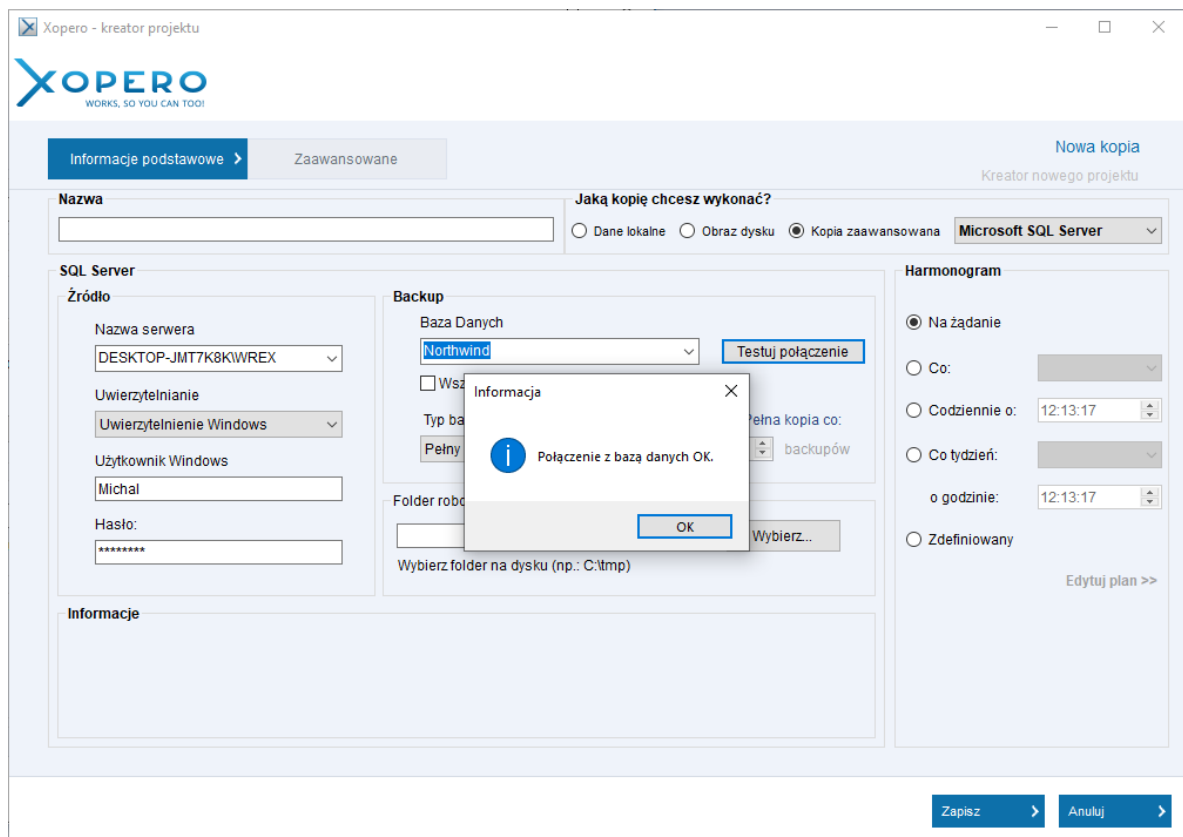 Xopero - kreator projektu
XOPERO
WORKS, SO YOU CAN TOO!
Informacje podstawowe
Zaawansowane
Nowa kopia
Kreator nowego projektu
Nazwa
Jaką kopię chcesz wykonać?
Dane lokalne
Obraz dysku
Kopia zaawansowana
Microsoft SQL Server
SQL Server
Źródło
Nazwa serwera
DESKTOP-JMT7K8K\WREX
Uwierzytelnianie
Uwierzytelnienie Windows
Użytkownik Windows
Michal
Hasło:
********
Backup
Baza Danych
Northwind
Testuj połączenie
Wsz
Typ ba
Pełny
Pełna kopia co:
backupów
Informacja
Połączenie z bazą danych OK.
OK
Folder robo
Wybierz...
Wybierz folder na dysku (np.: C:\tmp)
Harmonogram
Na żądanie
Co:
Codziennie o:
12:13:17
Co tydzień:
o godzinie:
12:13:17
Zdefiniowany
Edytuj plan >>
Informacje
Zapisz
Anuluj